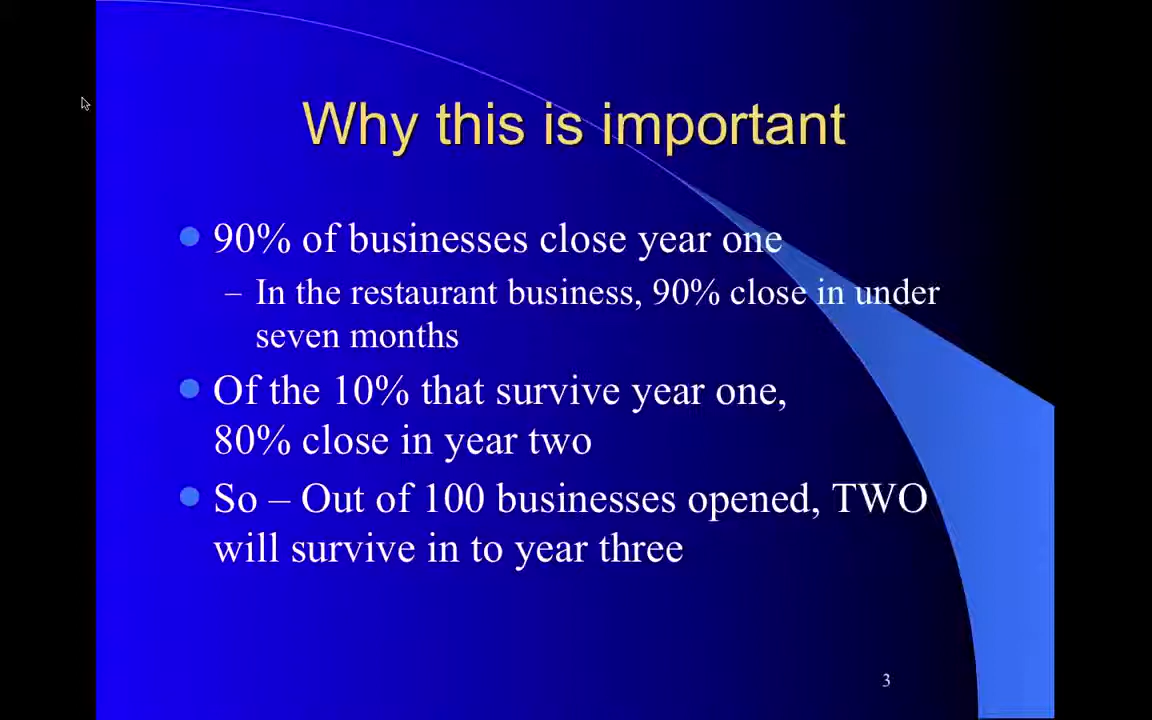 Why this is important
90% of businesses close year one
– In the restaurant business, 90% close in under
seven months
Of the 10% that survive year one,
80% close in year two
So – Out of 100 businesses opened, TWO
will survive in to year three
3